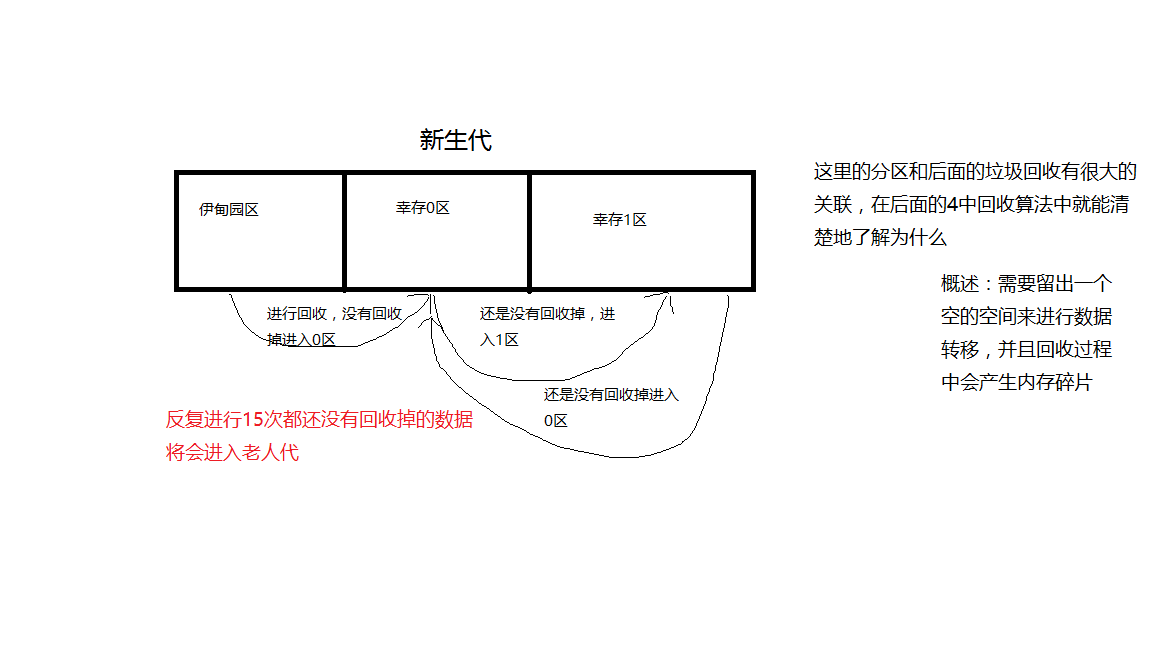 新生代
伊甸园区
幸存0区
幸存1区
进行回收，没有回收
掉进入0区
还是没有回收掉，进
入1区
还是没有回收掉进入
0区
反复进行15次都还没有回收掉的数据
将会进入老人代
这里的分区和后面的垃圾回收有很大的
关联，在后面的4中回收算法中就能清
楚地了解为什么
概述：需要留出一个
空的空间来进行数据
转移，并且回收过程
中会产生内存碎片